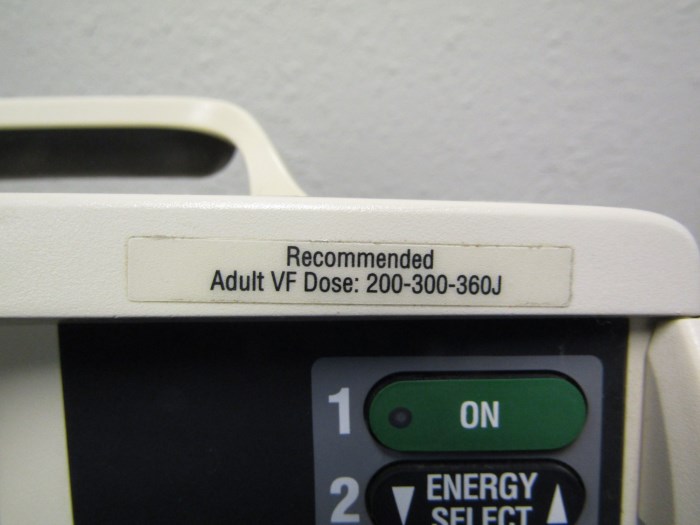 Recommended
Adult VF Dose: 200-300-360J
1 ON
2 ENERGY
SELECT